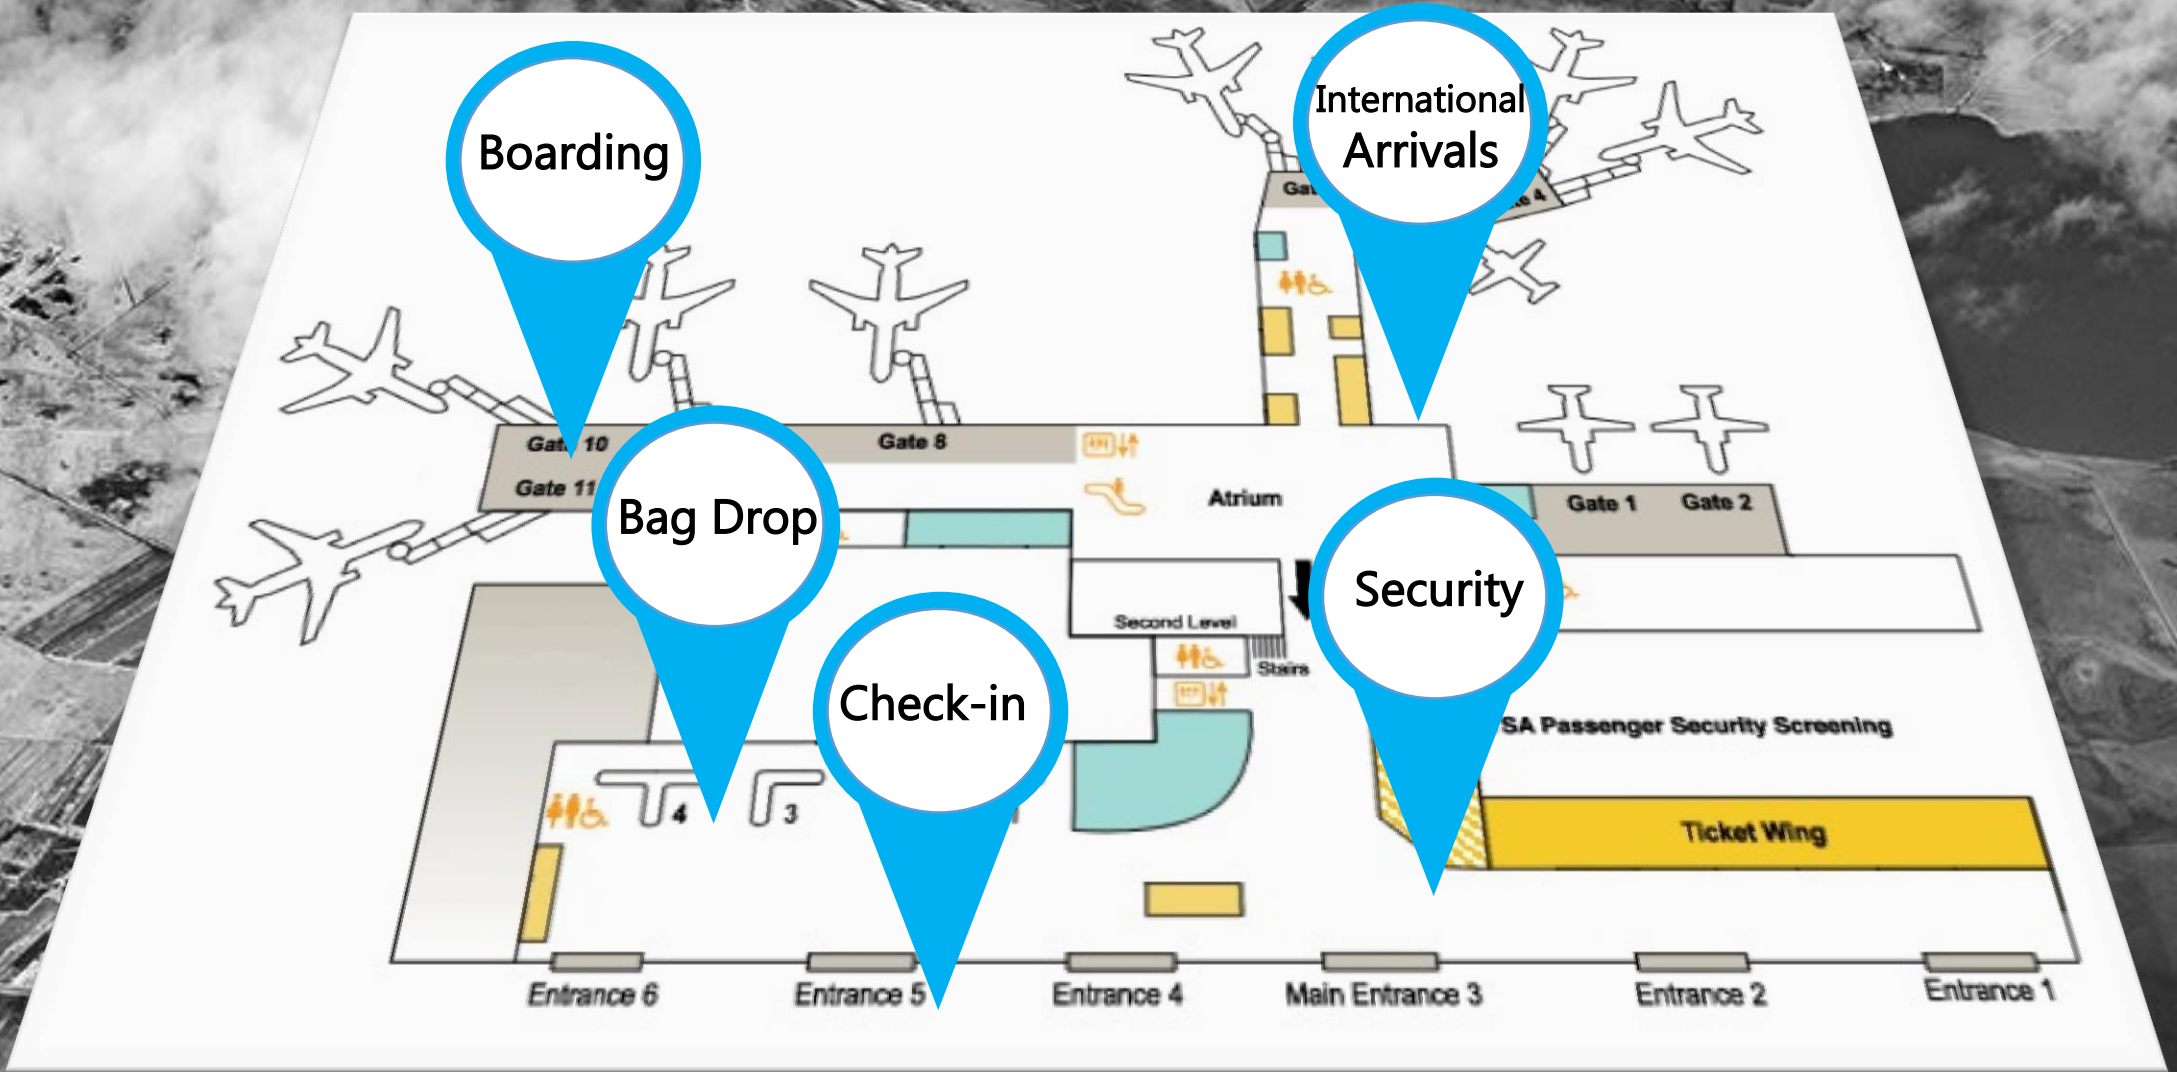 International
Arrivals
Boarding
Gate 10
Gate 8
Gate 11
Atrium
Gate 1
Gate 2
Bag Drop
Security
Second Level
Stairs
Check-in
SA Passenger Security Screening
4
3
Ticket Wing
Entrance 6
Entrance 5
Entrance 4
Main Entrance 3
Entrance 2
Entrance 1